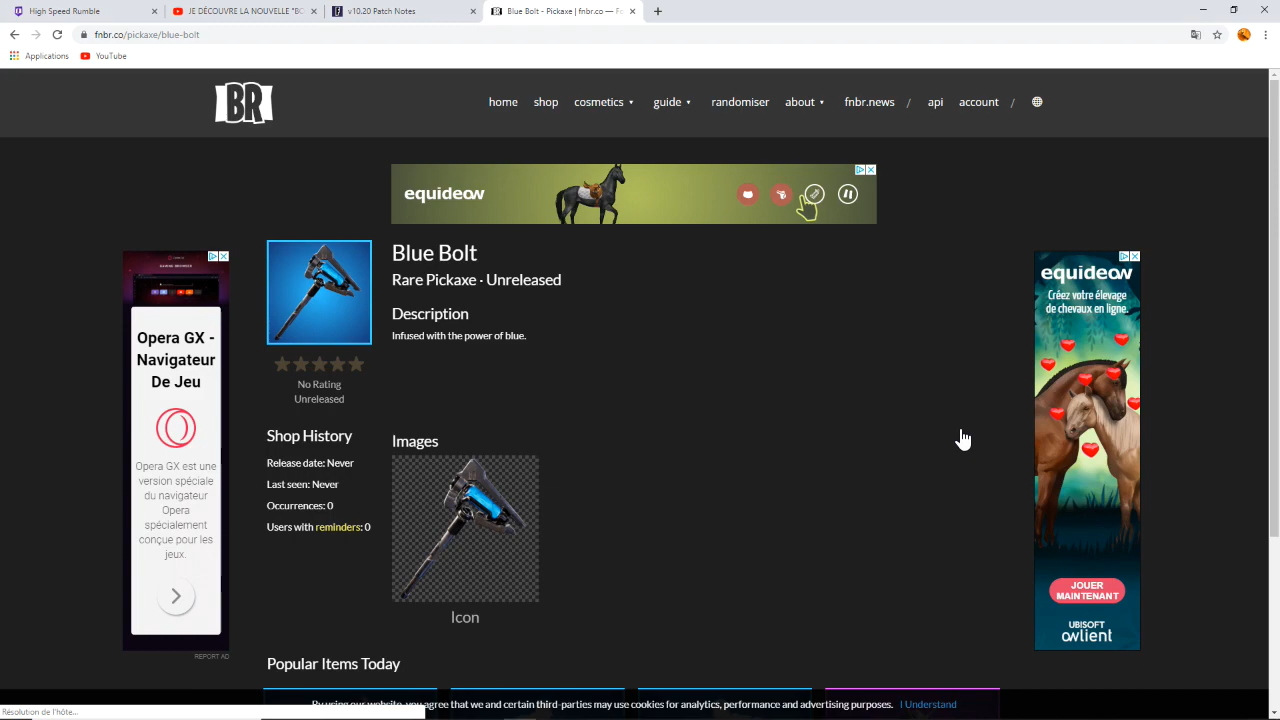 High Speed Rumble
JE DÉCOUVRE LA NOUVELLE "BO
v10.20 Patch Notes
Blue Bolt - Pickaxe | fnbr.co — Fo
fnbr.co/pickaxe/blue-bolt
Applications
YouTube
BR
home
shop
cosmetics
guide
randomiser
about
fnbr.news
/
api
account
/
equideow
Blue Bolt
Rare Pickaxe - Unreleased
Description
Infused with the power of blue.
No Rating
Unreleased
Shop History
Release date: Never
Last seen: Never
Occurrences: 0
Users with reminders: 0
Images
Icon
Opera GX -
Navigateur
De Jeu
Opera GX est une
version spéciale
du navigateur
Opera
spécialement
conçue pour les
jeux.
REPORT AD
equideow
Créez votre élevage
de chevaux en ligne.
JOUER
MAINTENANT
UBISOFT
owlient
Popular Items Today
By using our website, you agree that we and certain third-parties may use cookies for analytics, performance and advertising purposes. I Understand
Résolution de l'hôte...